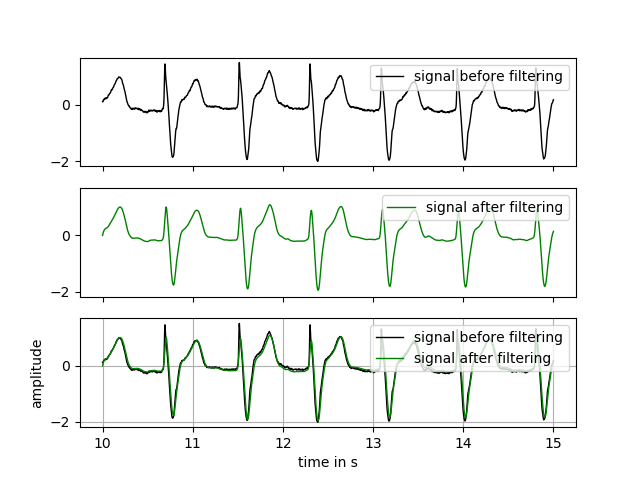 signal before filtering
0
−2
signal after filtering
0
−2
signal before filtering
signal after filtering
0
−2
amplitude
10 11 12 13 14 15
time in s